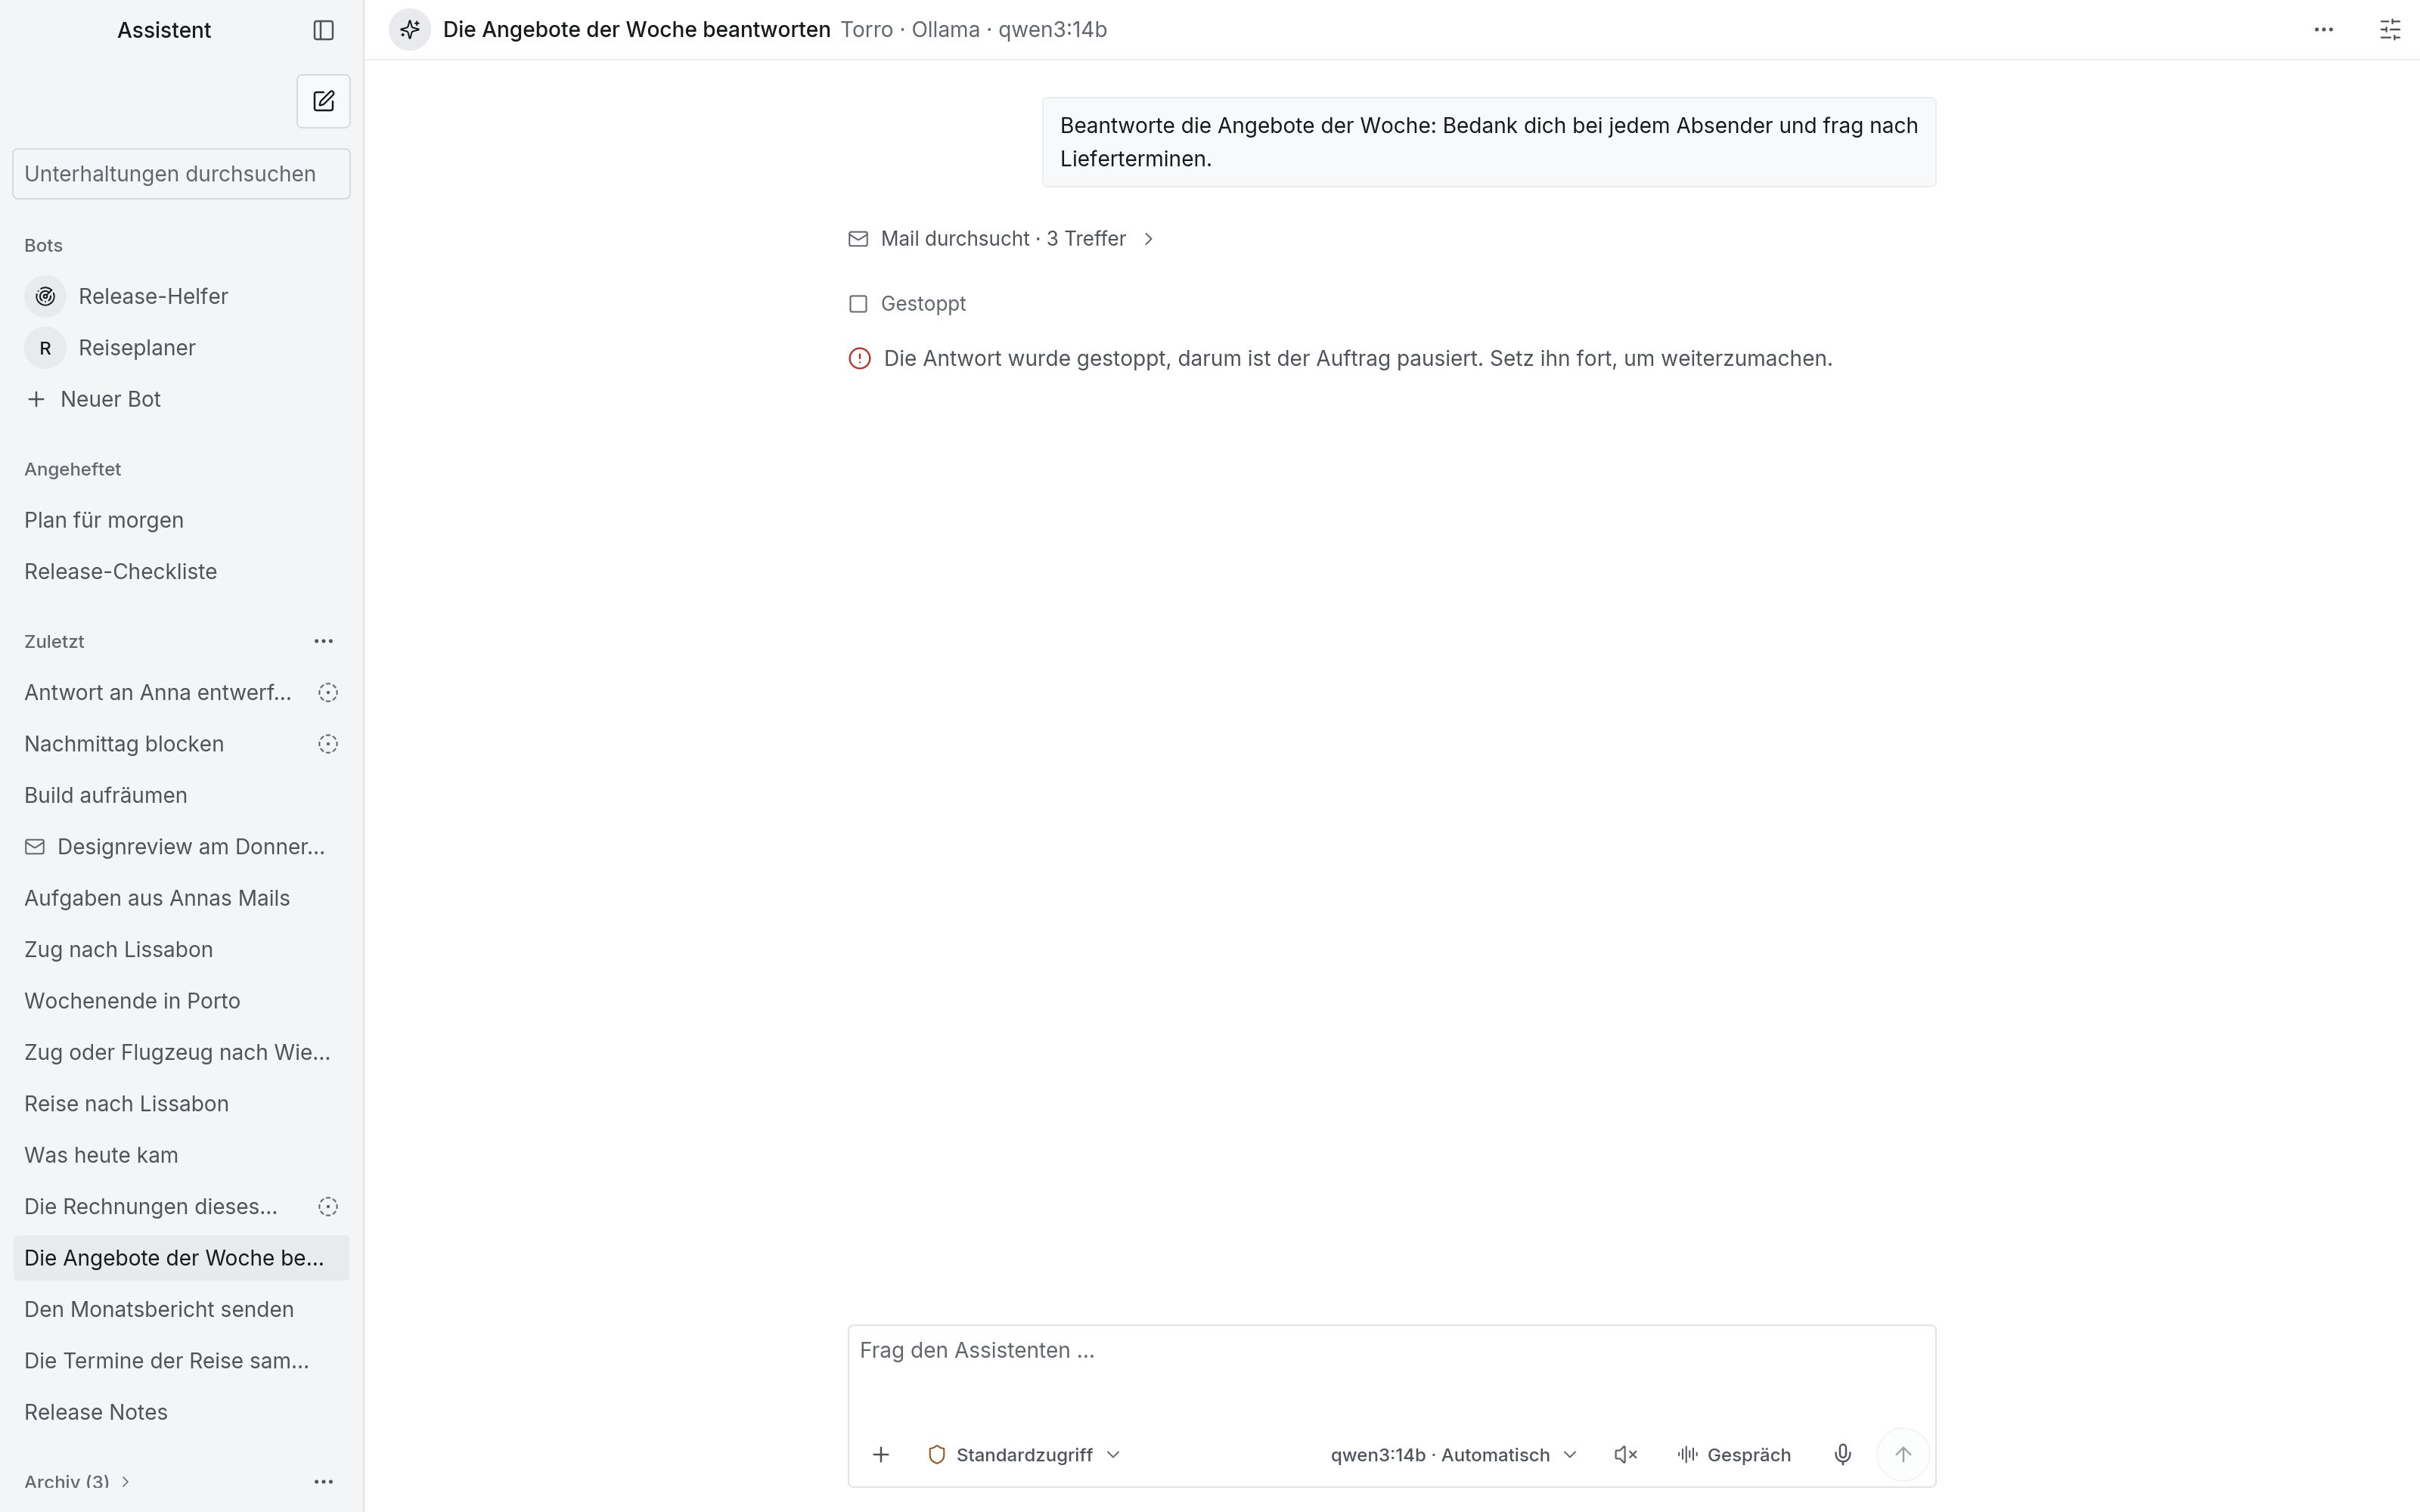 Assistent
Unterhaltungen durchsuchen
Bots
Release-Helfer
R Reiseplaner
Neuer Bot
Angeheftet
Plan für morgen
Release-Checkliste
Zuletzt
Antwort an Anna entwerf...
Nachmittag blocken
Build aufräumen
Designreview am Donner...
Aufgaben aus Annas Mails
Zug nach Lissabon
Wochenende in Porto
Zug oder Flugzeug nach Wie...
Reise nach Lissabon
Was heute kam
Die Rechnungen dieses...
Die Angebote der Woche be...
Den Monatsbericht senden
Die Termine der Reise sam...
Release Notes
Archiv (3)
Die Angebote der Woche beantworten Torro · Ollama · qwen3:14b
Beantworte die Angebote der Woche: Bedank dich bei jedem Absender und frag nach
Lieferterminen.
Mail durchsucht · 3 Treffer
Gestoppt
Die Antwort wurde gestoppt, darum ist der Auftrag pausiert. Setz ihn fort, um weiterzumachen.
Frag den Assistenten ...
Standardzugriff
qwen3:14b · Automatisch
Gespräch